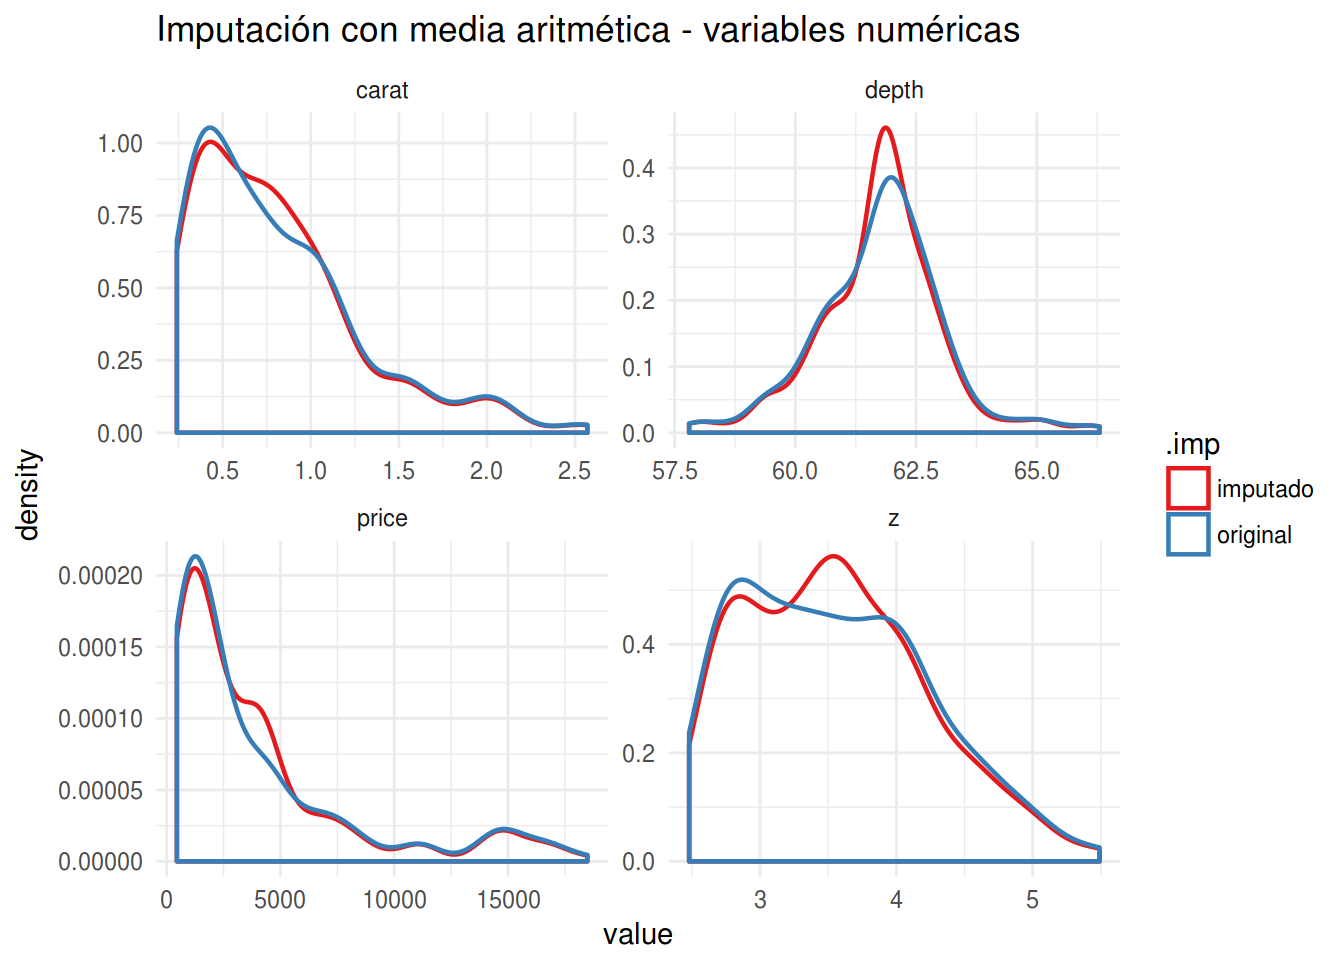 Imputación con media aritmética - variables numéricas
carat
depth
1.00
0.75
0.50
0.25
0.00
0.5 1.0 1.5 2.0 2.5
0.4
0.3
0.2
0.1
0.0
57.5 60.0 62.5 65.0
price
z
0.00020
0.00015
0.00010
0.00005
0.00000
0 5000 10000 15000
0.4
0.2
0.0
3 4 5
density
value
.imp
imputado
original